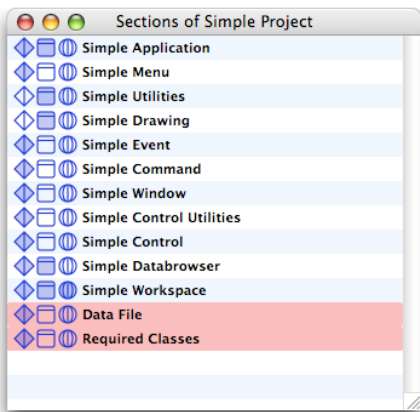 Sections of Simple Project
Simple Application
Simple Menu
Simple Utilities
Simple Drawing
Simple Event
Simple Command
Simple Window
Simple Control Utilities
Simple Control
Simple Databrowser
Simple Workspace
Data File
Required Classes